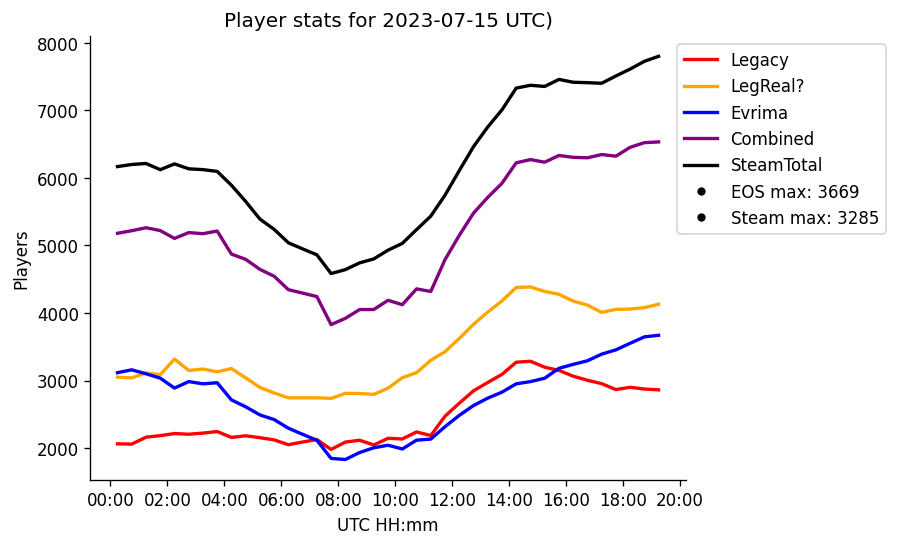 Player stats for 2023-07-15 UTC)
8000
7000
6000
5000
4000
3000
2000
Players
00:00 02:00 04:00 06:00 08:00 10:00 12:00 14:00 16:00 18:00 20:00
UTC HH:mm
Legacy
LegReal?
Evrima
Combined
SteamTotal
EOS max: 3669
Steam max: 3285